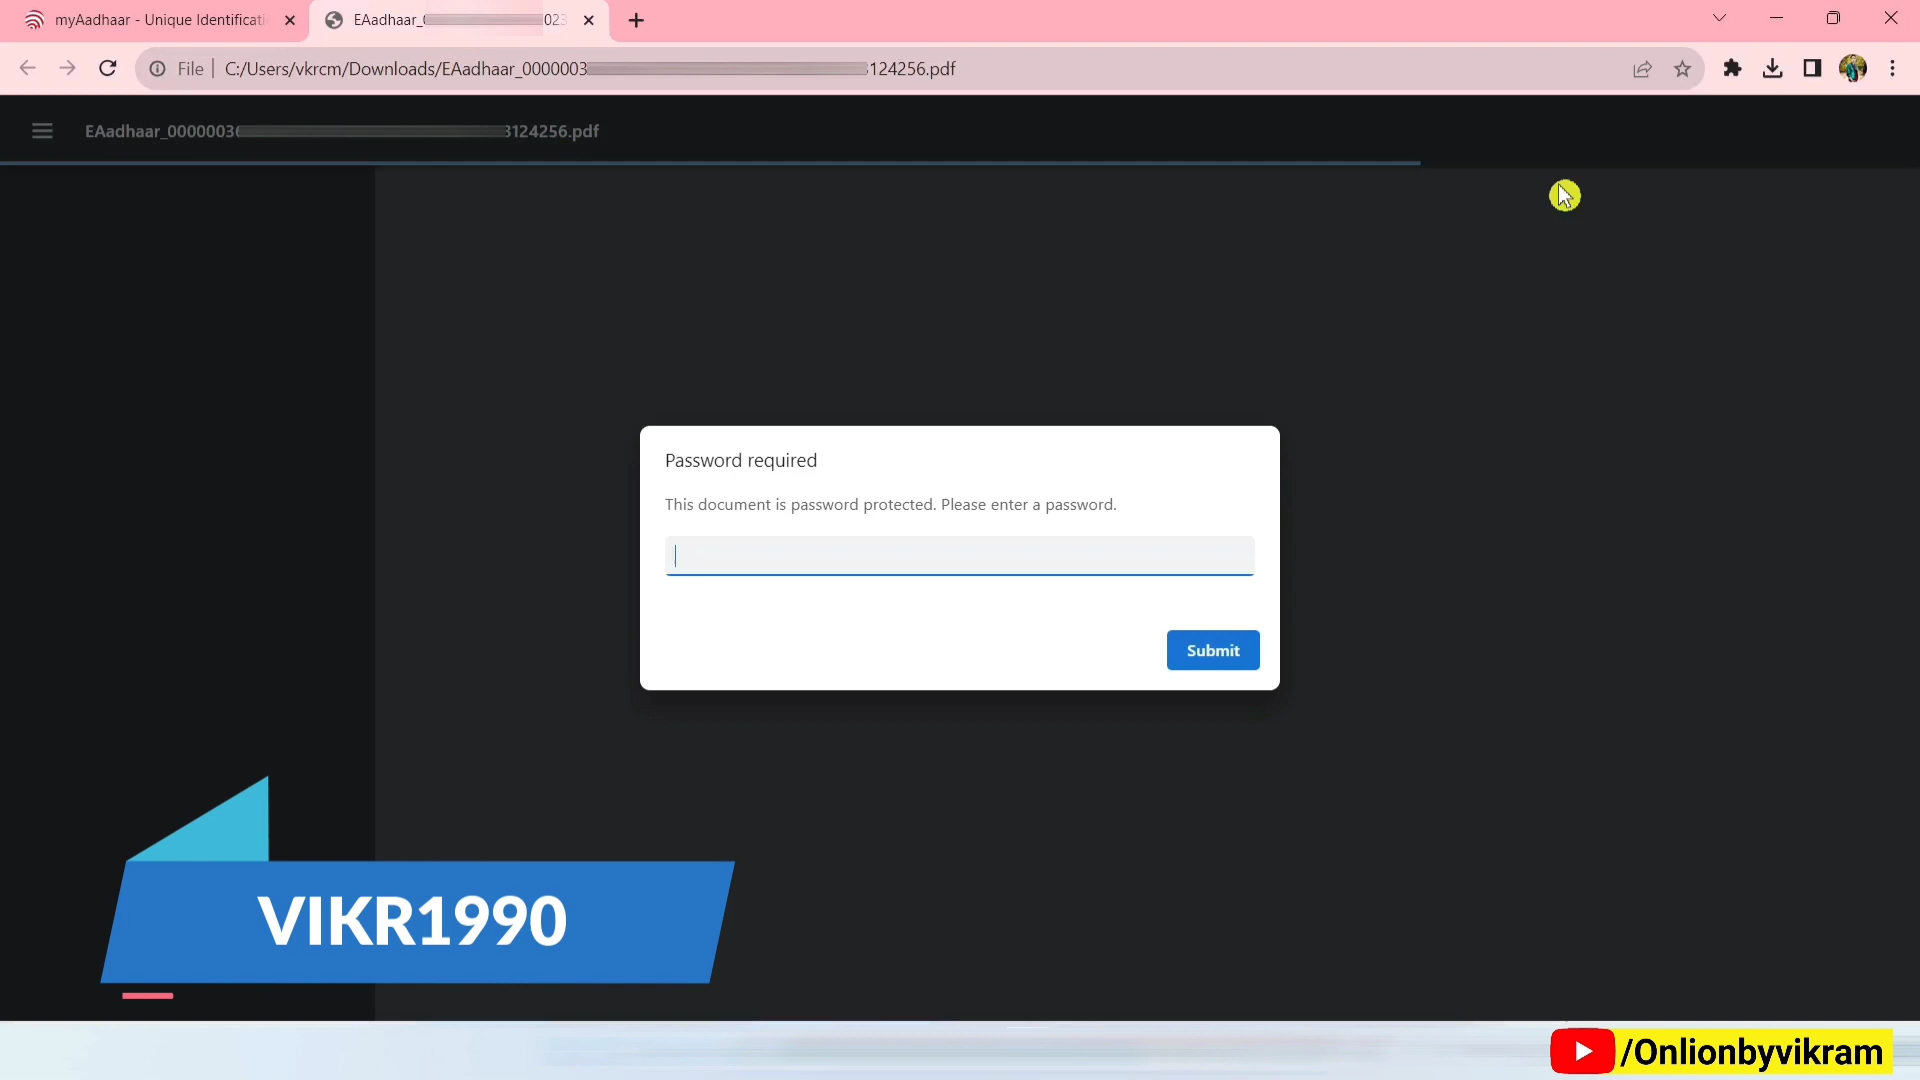 myAadhaar - Unique Identificati
EAadhaar_
023
File
C:/Users/vkrcm/Downloads/EAadhaar_0000003
124256.pdf
EAadhaar_0000003
3124256.pdf
Password required
This document is password protected. Please enter a password.
Submit
VIKR1990
/Onlionbyvikram